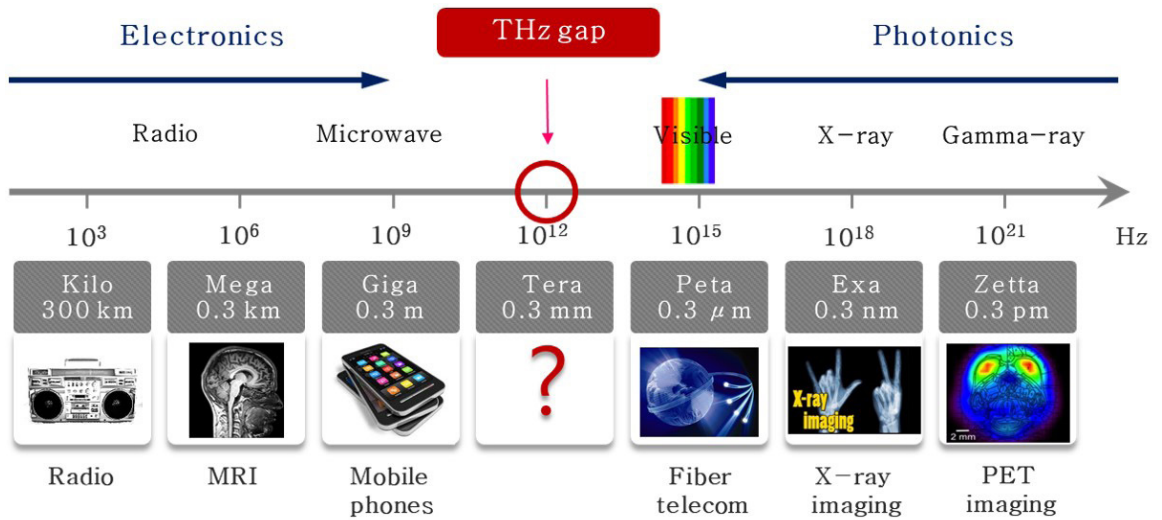 Electronics
THz gap
Photonics
Radio
Microwave
Visible
X-ray
Gamma-ray
10³
10⁶
10⁹
10¹²
10¹⁵
10¹⁸
10²¹
Hz
Kilo
300 km
Mega
0.3 km
Giga
0.3 m
Tera
0.3 mm
Peta
0.3 μm
Exa
0.3 nm
Zetta
0.3 pm
?
X-ray
imaging
2 mm
Radio
MRI
Mobile
phones
Fiber
telecom
X-ray
imaging
PET
imaging